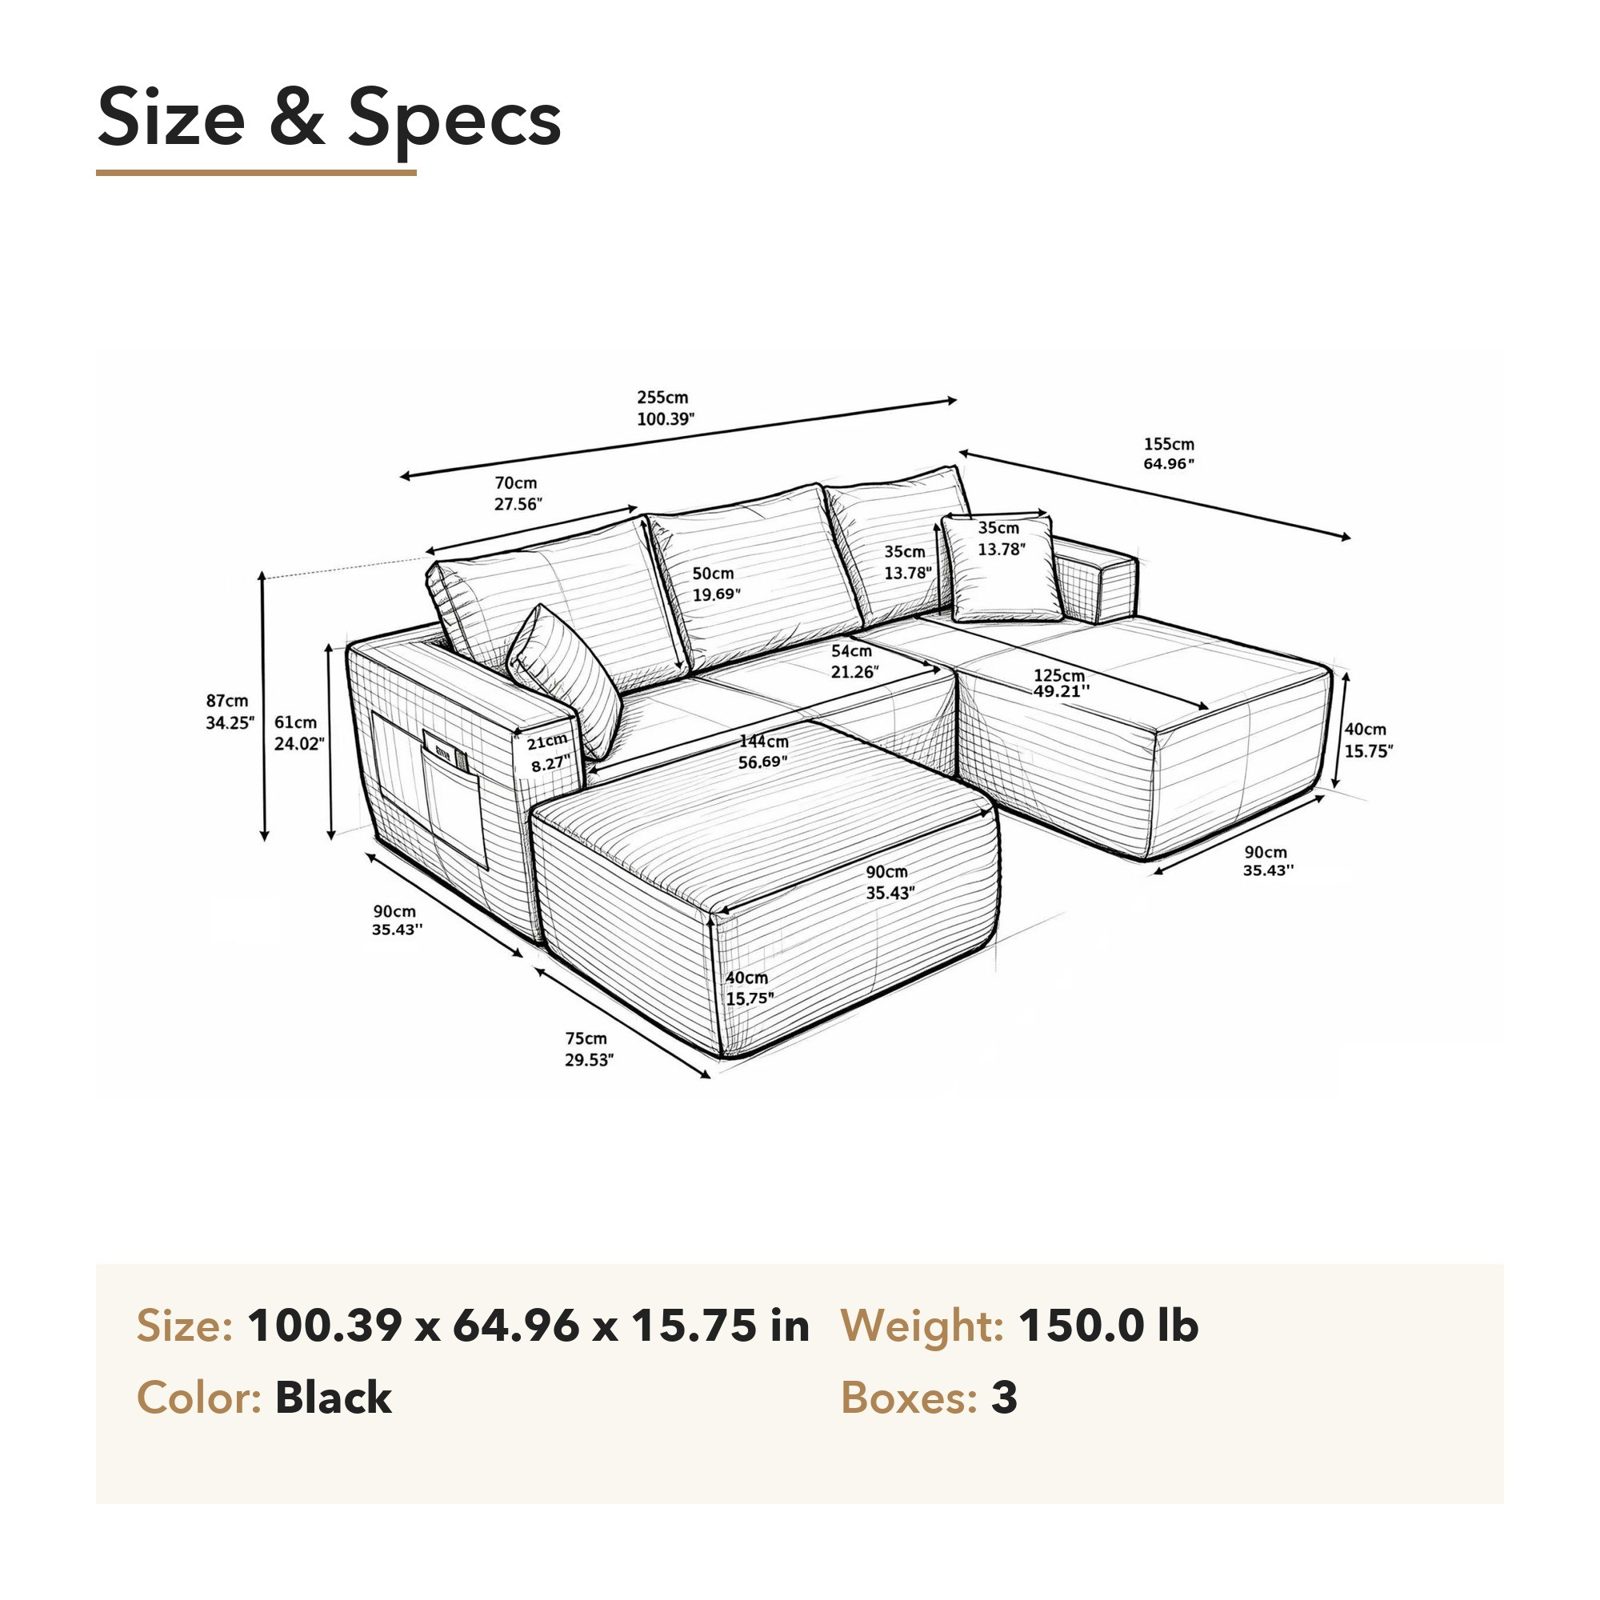 Size & Specs
255cm
100.39"
155cm
64.96"
70cm
27.56"
35cm
13.78"
35cm
13.78"
50cm
19.69"
54cm
21.26"
125cm
49.21''
87cm
34.25"
61cm
24.02"
21cm
8.27"
144cm
56.69"
40cm
15.75"
90cm
35.43''
90cm
35.43"
90cm
35.43''
40cm
15.75"
75cm
29.53"
Size: 100.39 x 64.96 x 15.75 in
Weight: 150.0 lb
Color: Black
Boxes: 3